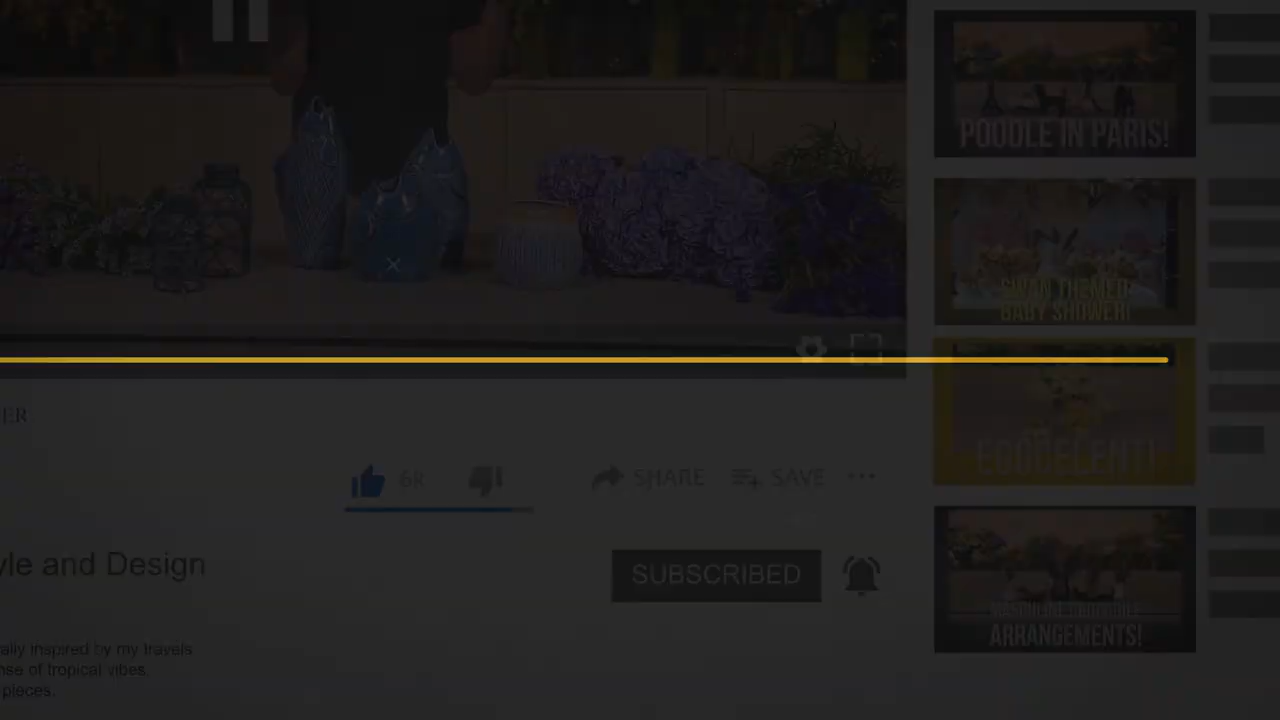 POODLE IN PARIS!
SWAN THEMED
BABY SHOWER!
ER
6K
SHARE
SAVE
yle and Design
SUBSCRIBED
ARRANGEMENTS!
ally inspired by my travels
nse of tropical vibes.
pieces.